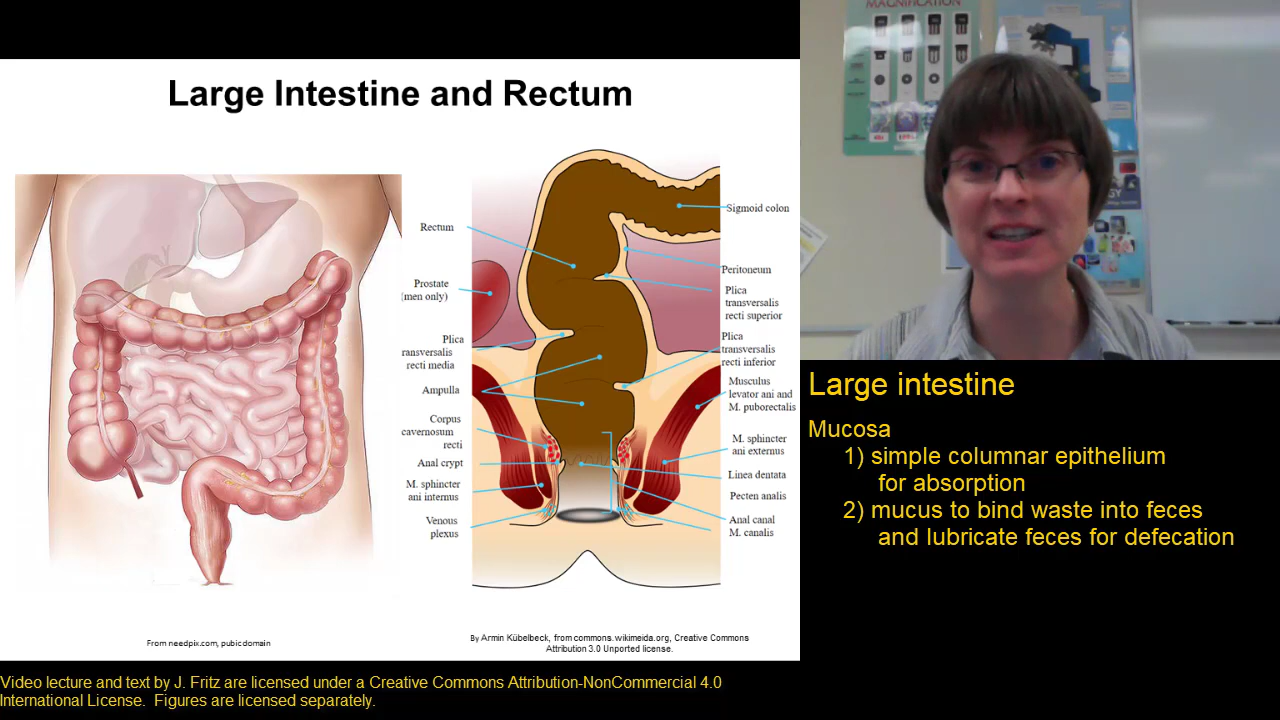 MAGNIFICATION
Large Intestine and Rectum
Rectum
Prostate
(men only)
Plica
ransversalis
recti media
Ampulla
Corpus
cavernosum
recti
Anal crypt
M. sphincter
ani internus
Venous
plexus
Sigmoid colon
Peritoneum
Plica
transversalis
recti superior
Plica
transversalis
recti inferior
Musculus
levator ani and
M. puborectalis
M. sphincter
ani externus
Linea dentata
Pecten analis
Anal canal
M. canalis
From needpix.com, pubicdomain
By Armin Kübelbeck, from commons.wikimeida.org, Creative Commons
Attribution 3.0 Unported license.
Large intestine
Mucosa
1) simple columnar epithelium
for absorption
2) mucus to bind waste into feces
and lubricate feces for defecation
Video lecture and text by J. Fritz are licensed under a Creative Commons Attribution-NonCommercial 4.0
International License. Figures are licensed separately.